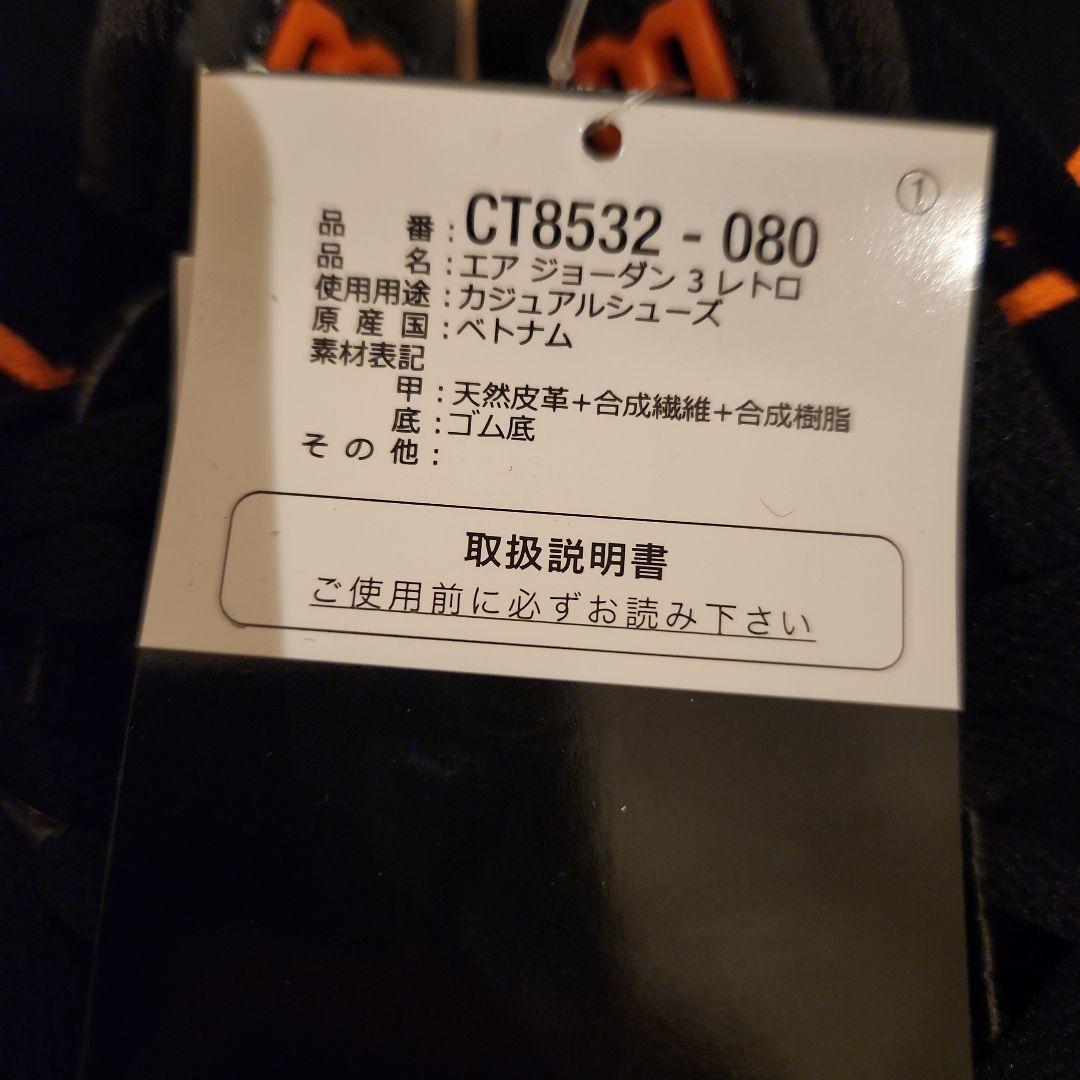 ①
品番:CT8532-080
品名:エア ジョーダン 3 レトロ
使用用途:カジュアルシューズ
原産国:ベトナム
素材表記
甲:天然皮革+合成繊維+合成樹脂
底:ゴム底
その他:
取扱説明書
ご使用前に必ずお読み下さい